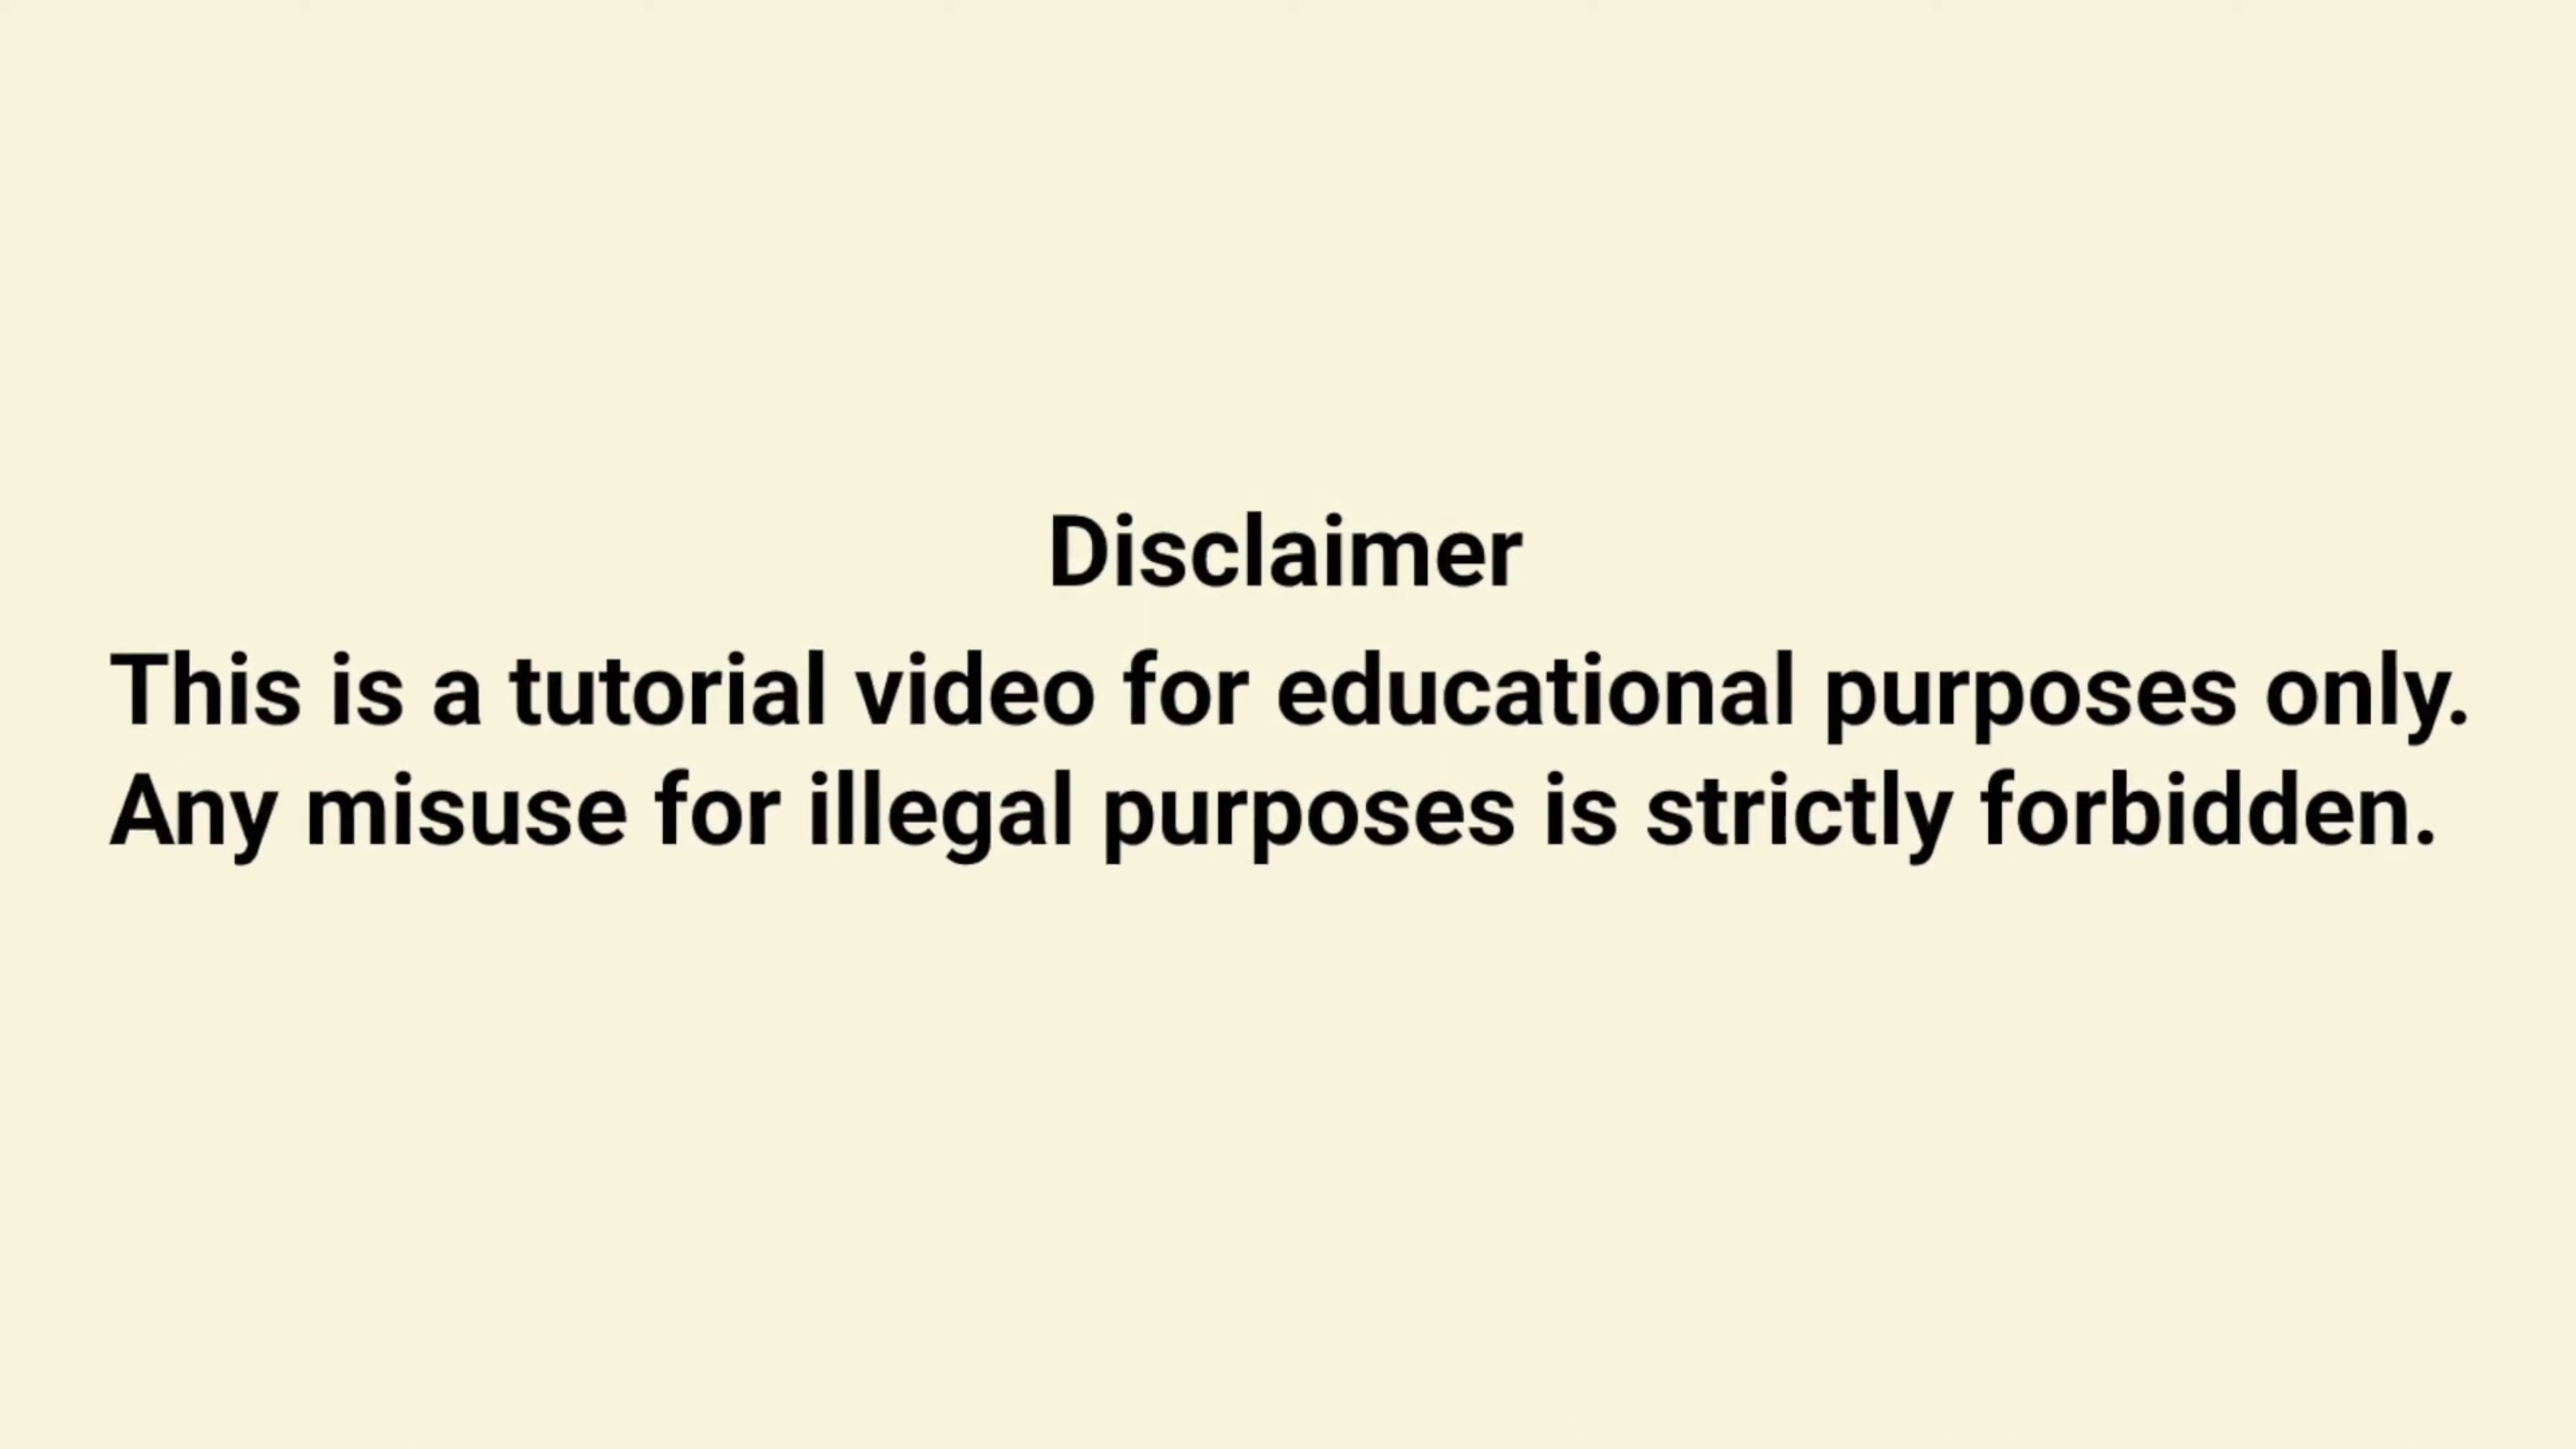 Disclaimer
This is a tutorial video for educational purposes only.
Any misuse for illegal purposes is strictly forbidden.